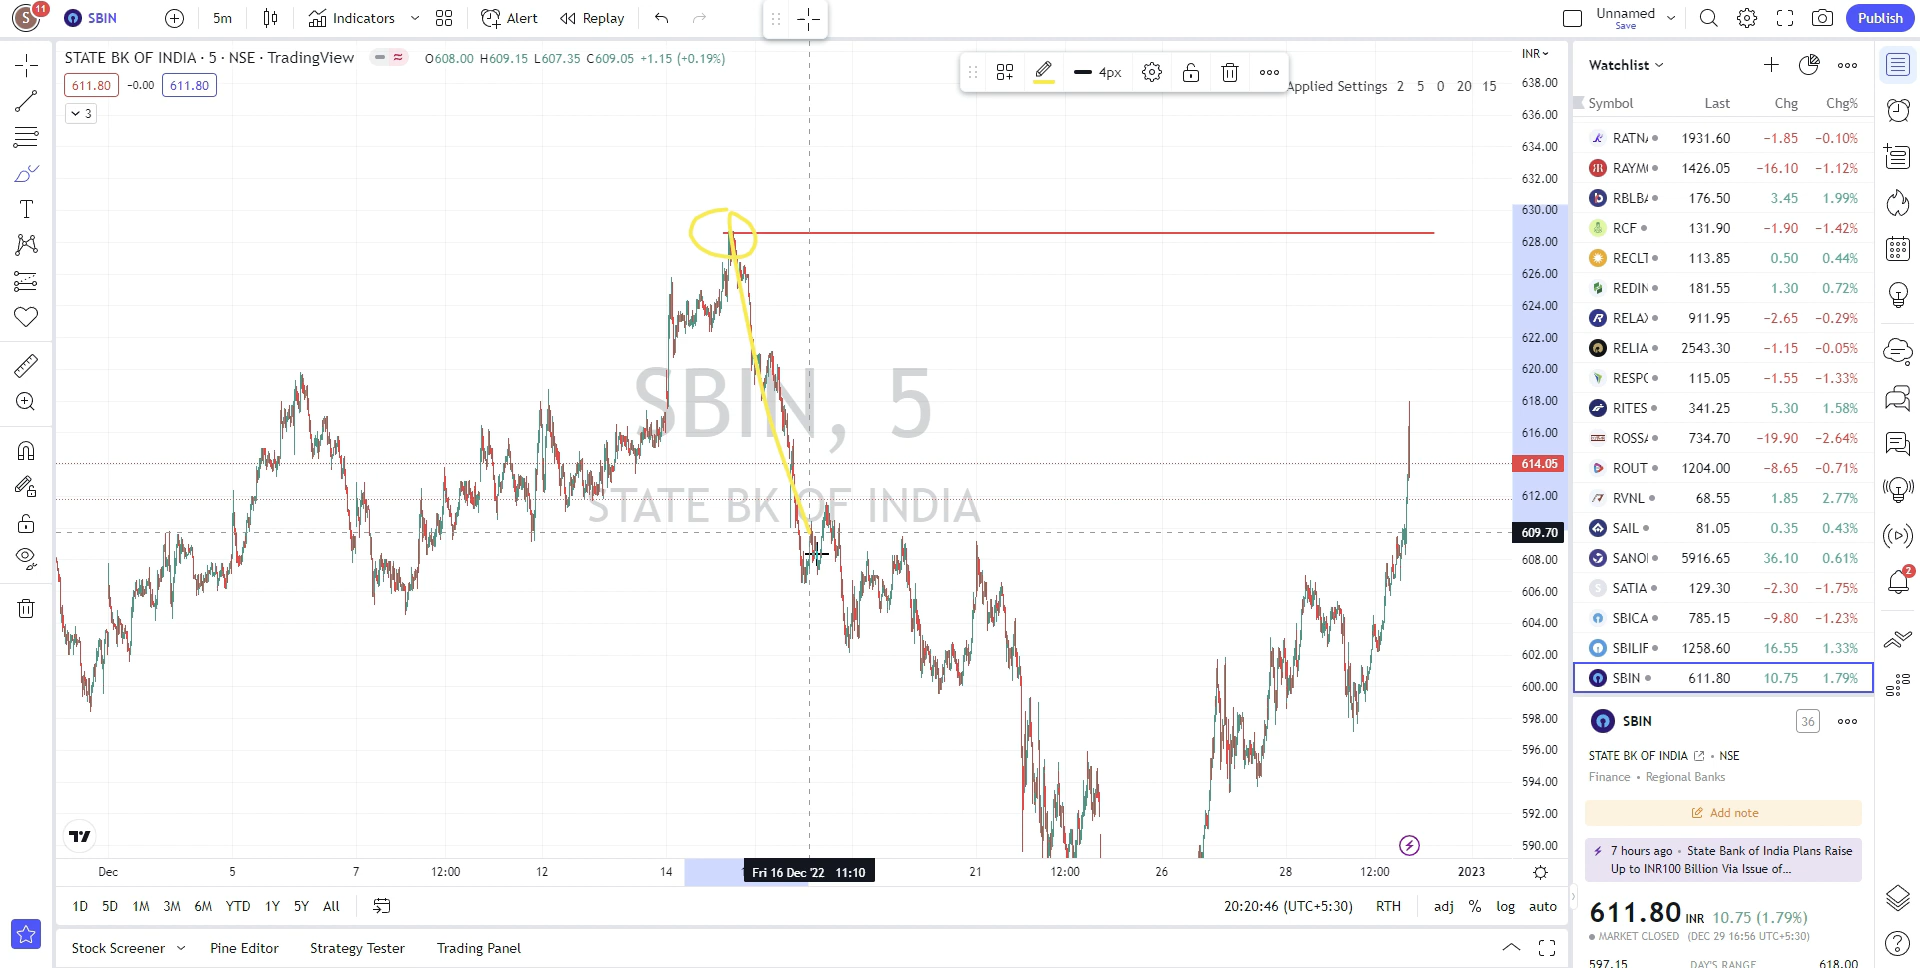 S 11 SBIN 5m Indicators Alert Replay Unnamed Save Publish
STATE BK OF INDIA · 5 · NSE · TradingView O608.00 H609.15 L607.35 C609.05 +1.15 (+0.19%)
611.80 -0.00 611.80
3
4px
Applied Settings 2 5 0 20 15
INR
638.00
636.00
634.00
632.00
630.00
628.00
626.00
624.00
622.00
620.00
618.00
616.00
614.05
612.00
609.70
608.00
606.00
604.00
602.00
600.00
598.00
596.00
594.00
592.00
590.00
SBIN, 5
STATE BK OF INDIA
Dec 5 7 12:00 12 14 Fri 16 Dec '22 11:10 21 12:00 26 28 12:00 2023
1D 5D 1M 3M 6M YTD 1Y 5Y All 20:20:46 (UTC+5:30) RTH adj % log auto
Stock Screener Pine Editor Strategy Tester Trading Panel
Watchlist
Symbol Last Chg Chg%
RATN 1931.60 −1.85 −0.10%
RAYM 1426.05 −16.10 −1.12%
RBLB 176.50 3.45 1.99%
RCF 131.90 −1.90 −1.42%
RECLT 113.85 0.50 0.44%
REDIN 181.55 1.30 0.72%
RELAX 911.95 −2.65 −0.29%
RELIA 2543.30 −1.15 −0.05%
RESPO 115.05 −1.55 −1.33%
RITES 341.25 5.30 1.58%
ROSSA 734.70 −19.90 −2.64%
ROUT 1204.00 −8.65 −0.71%
RVNL 68.55 1.85 2.77%
SAIL 81.05 0.35 0.43%
SANO 5916.65 36.10 0.61%
SATIA 129.30 −2.30 −1.75%
SBICA 785.15 −9.80 −1.23%
SBILIF 1258.60 16.55 1.33%
SBIN 611.80 10.75 1.79%
SBIN 36
STATE BK OF INDIA • NSE
Finance • Regional Banks
Add note
7 hours ago • State Bank of India Plans Raise
Up to INR100 Billion Via Issue of...
611.80 INR 10.75 (1.79%)
MARKET CLOSED (DEC 29 16:56 UTC+5:30)
597.15 DAY'S RANGE 618.00
2